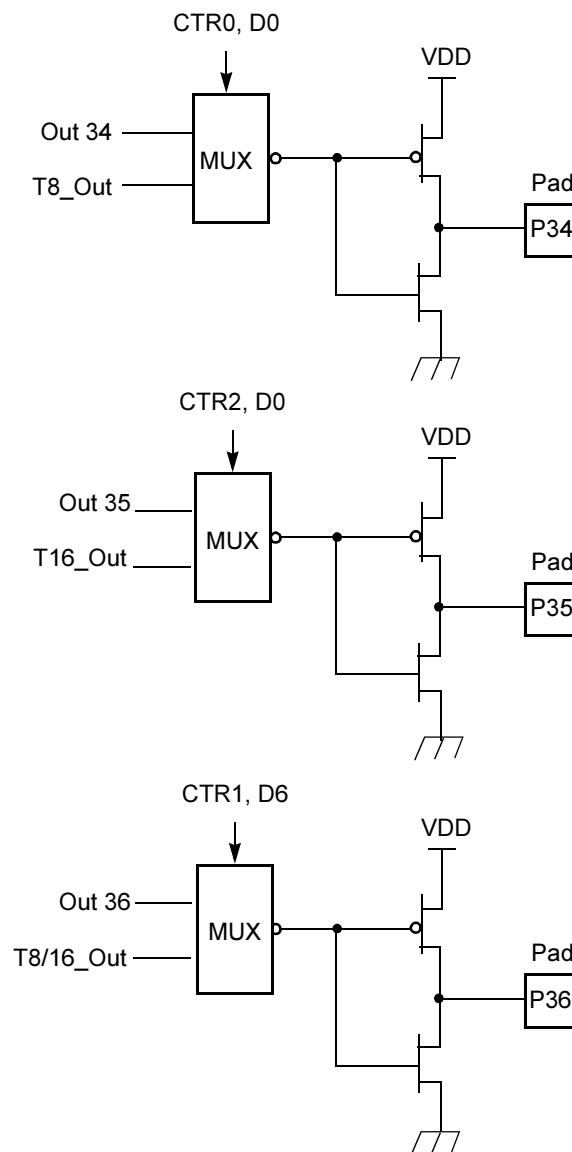 CTR0, D0
VDD
Out 34
MUX
T8_Out
Pad
P34
CTR2, D0
VDD
Out 35
MUX
T16_Out
Pad
P35
CTR1, D6
VDD
Out 36
MUX
T8/16_Out
Pad
P36